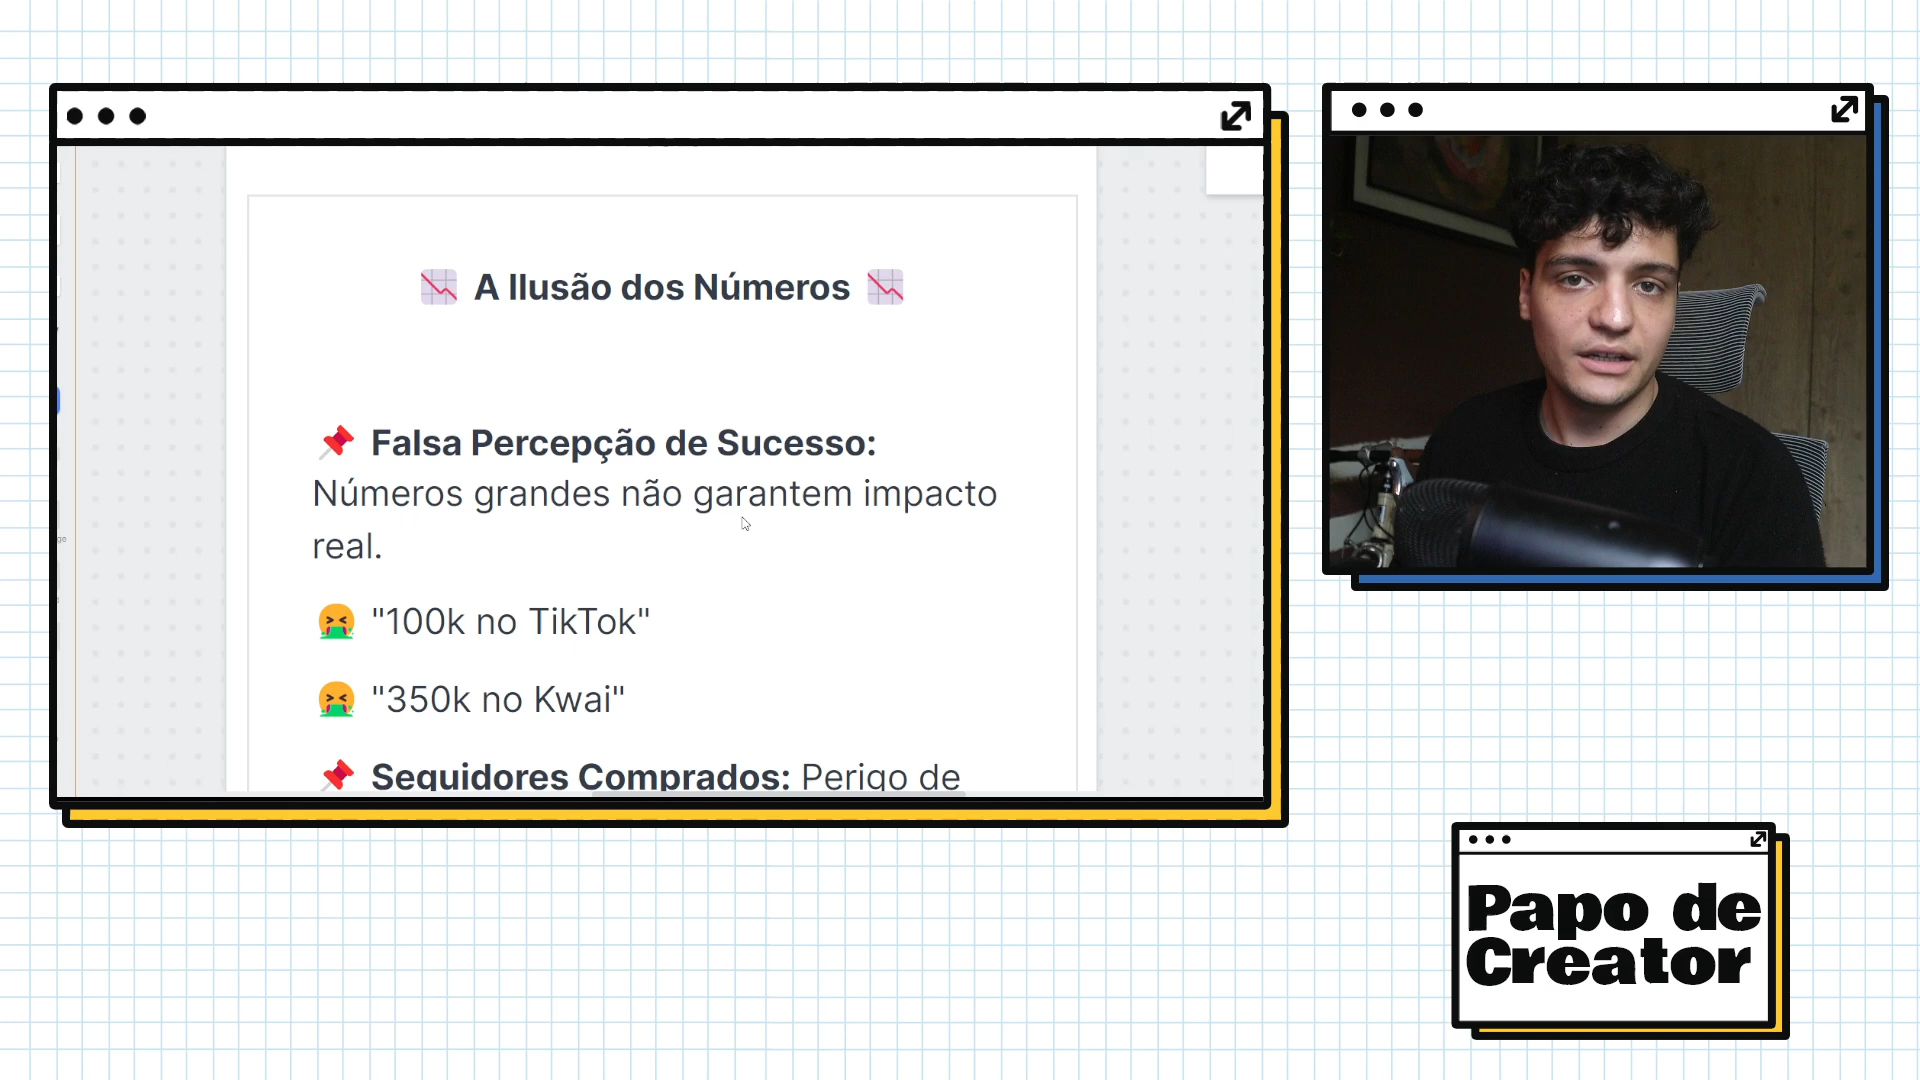 A Ilusão dos Números
Falsa Percepção de Sucesso:
Números grandes não garantem impacto
real.
"100k no TikTok"
"350k no Kwai"
Seguidores Comprados: Perigo de
Papo de
Creator